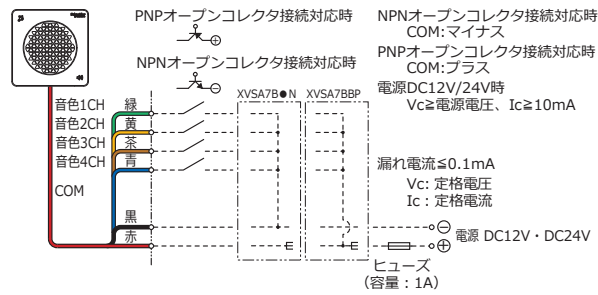 PNPオープンコレクタ接続対応時
NPNオープンコレクタ接続対応時
XVSA7B●N XVSA7BBP
音色1CH 緑
音色2CH 黄
音色3CH 茶
音色4CH 青
COM
黒
赤
NPNオープンコレクタ接続対応時
COM:マイナス
PNPオープンコレクタ接続対応時
COM:プラス
電源DC12V/24V時
Vc≧電源電圧、Ic≧10mA
漏れ電流≦0.1mA
Vc: 定格電圧
Ic : 定格電流
⊖
⊕
電源 DC12V・DC24V
ヒューズ
(容量：1A)